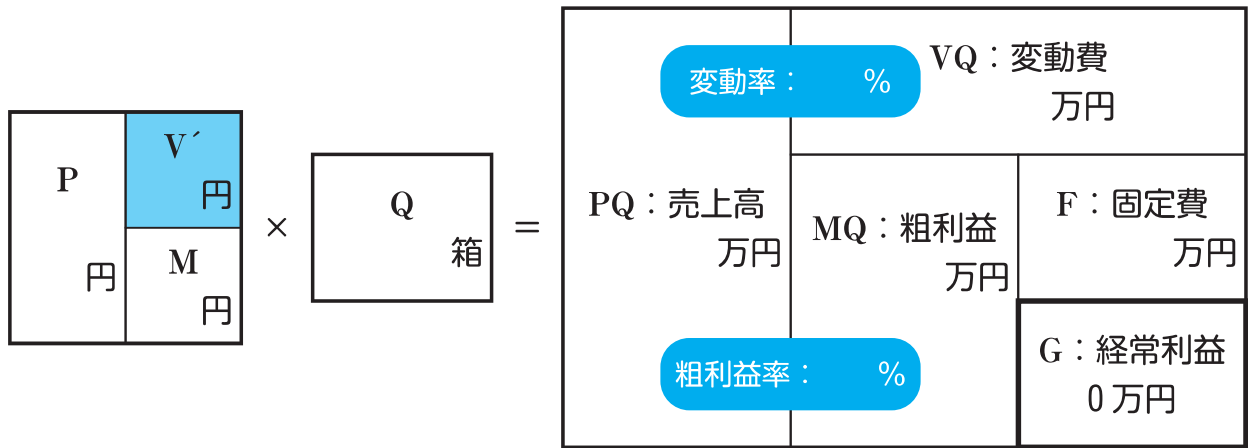 P
円
V´
円
M
円
×
Q
箱
=
PQ：売上高
万円
変動率： %
粗利益率： %
VQ：変動費
万円
MQ：粗利益
万円
F：固定費
万円
G：経常利益
0 万円